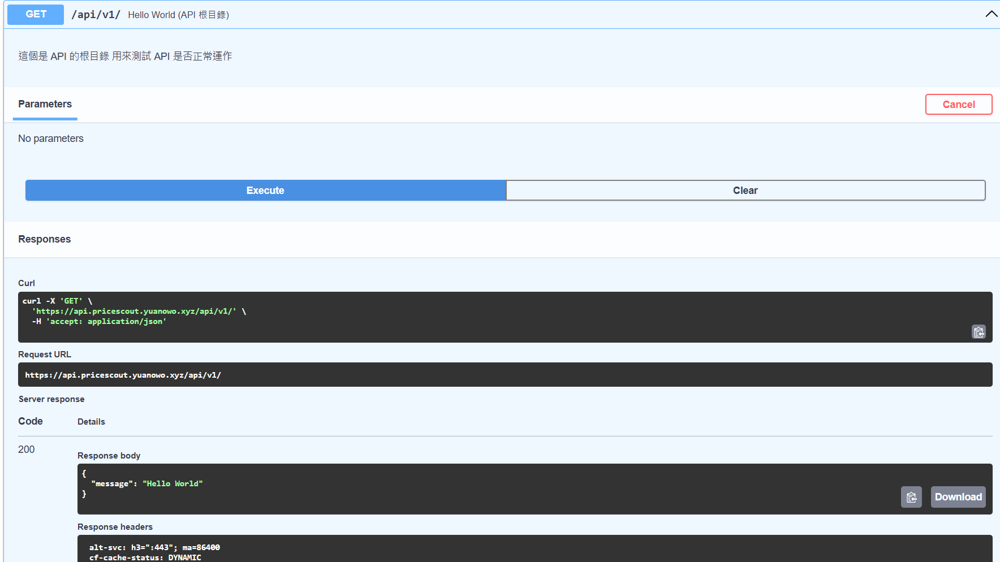 GET /api/v1/ Hello World (API 根目錄)
這個是 API 的根目錄 用來測試 API 是否正常運作
Parameters
Cancel
No parameters
Execute
Clear
Responses
Curl
curl -X 'GET' \
  'https://api.pricescout.yuanowo.xyz/api/v1/' \
  -H 'accept: application/json'
Request URL
https://api.pricescout.yuanowo.xyz/api/v1/
Server response
Code Details
200
Response body
{
  "message": "Hello World"
}
Download
Response headers
alt-svc: h3=":443"; ma=86400
cf-cache-status: DYNAMIC